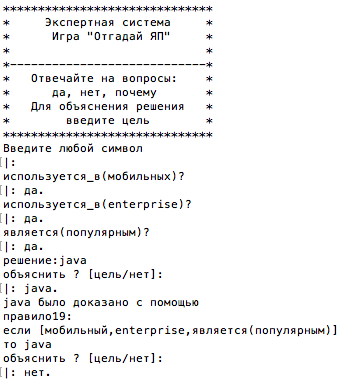 ******************************
*     Экспертная система     *
*      Игра "Отгадай ЯП"     *
*                            *
*----------------------------*
*   Отвечайте на вопросы:    *
*      да, нет, почему       *
*   Для объяснения решения   *
*        введите цель        *
******************************
Введите любой символ
|:
используется_в(мобильных)?
|: да.
используется_в(enterprise)?
|: да.
является(популярным)?
|: да.
решение:java
объяснить ? [цель/нет]:
|: java.
java было доказано с помощью
правило19:
если [мобильный,enterprise,является(популярным)]
то java
объяснить ? [цель/нет]:
|: нет.